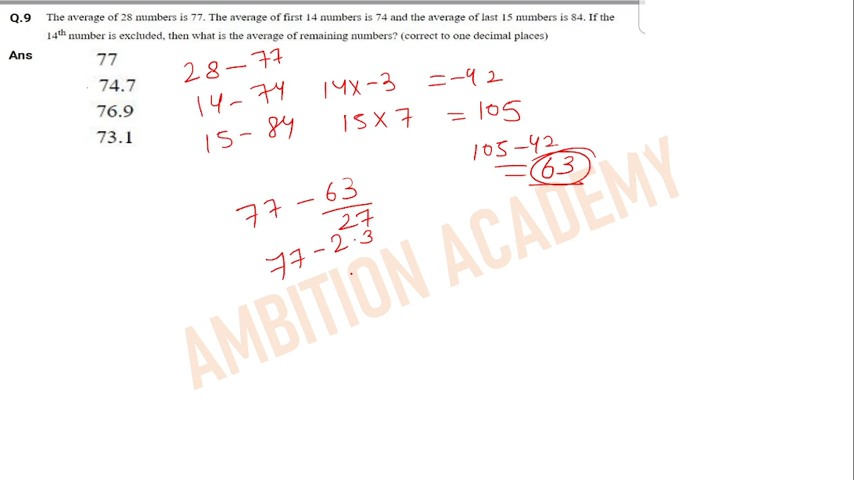 Q.9 The average of 28 numbers is 77. The average of first 14 numbers is 74 and the average of last 15 numbers is 84. If the
14th number is excluded, then what is the average of remaining numbers? (correct to one decimal places)
Ans
77
74.7
76.9
73.1
28 - 77
14 - 74 14 x -3 = -42
15 - 84 15 x 7 = 105
105 - 42
= 63
77 - 63/27
77 - 2.3
AMBITION ACADEMY